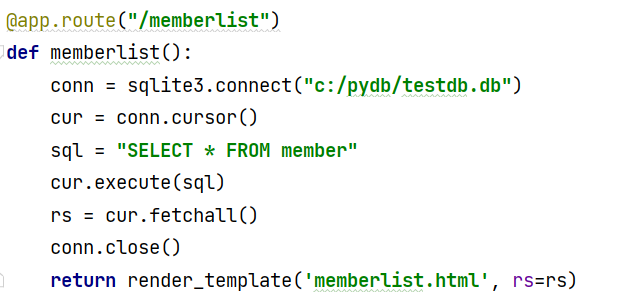 @app.route("/memberlist")
def memberlist():
    conn = sqlite3.connect("c:/pydb/testdb.db")
    cur = conn.cursor()
    sql = "SELECT * FROM member"
    cur.execute(sql)
    rs = cur.fetchall()
    conn.close()
    return render_template('memberlist.html', rs=rs)